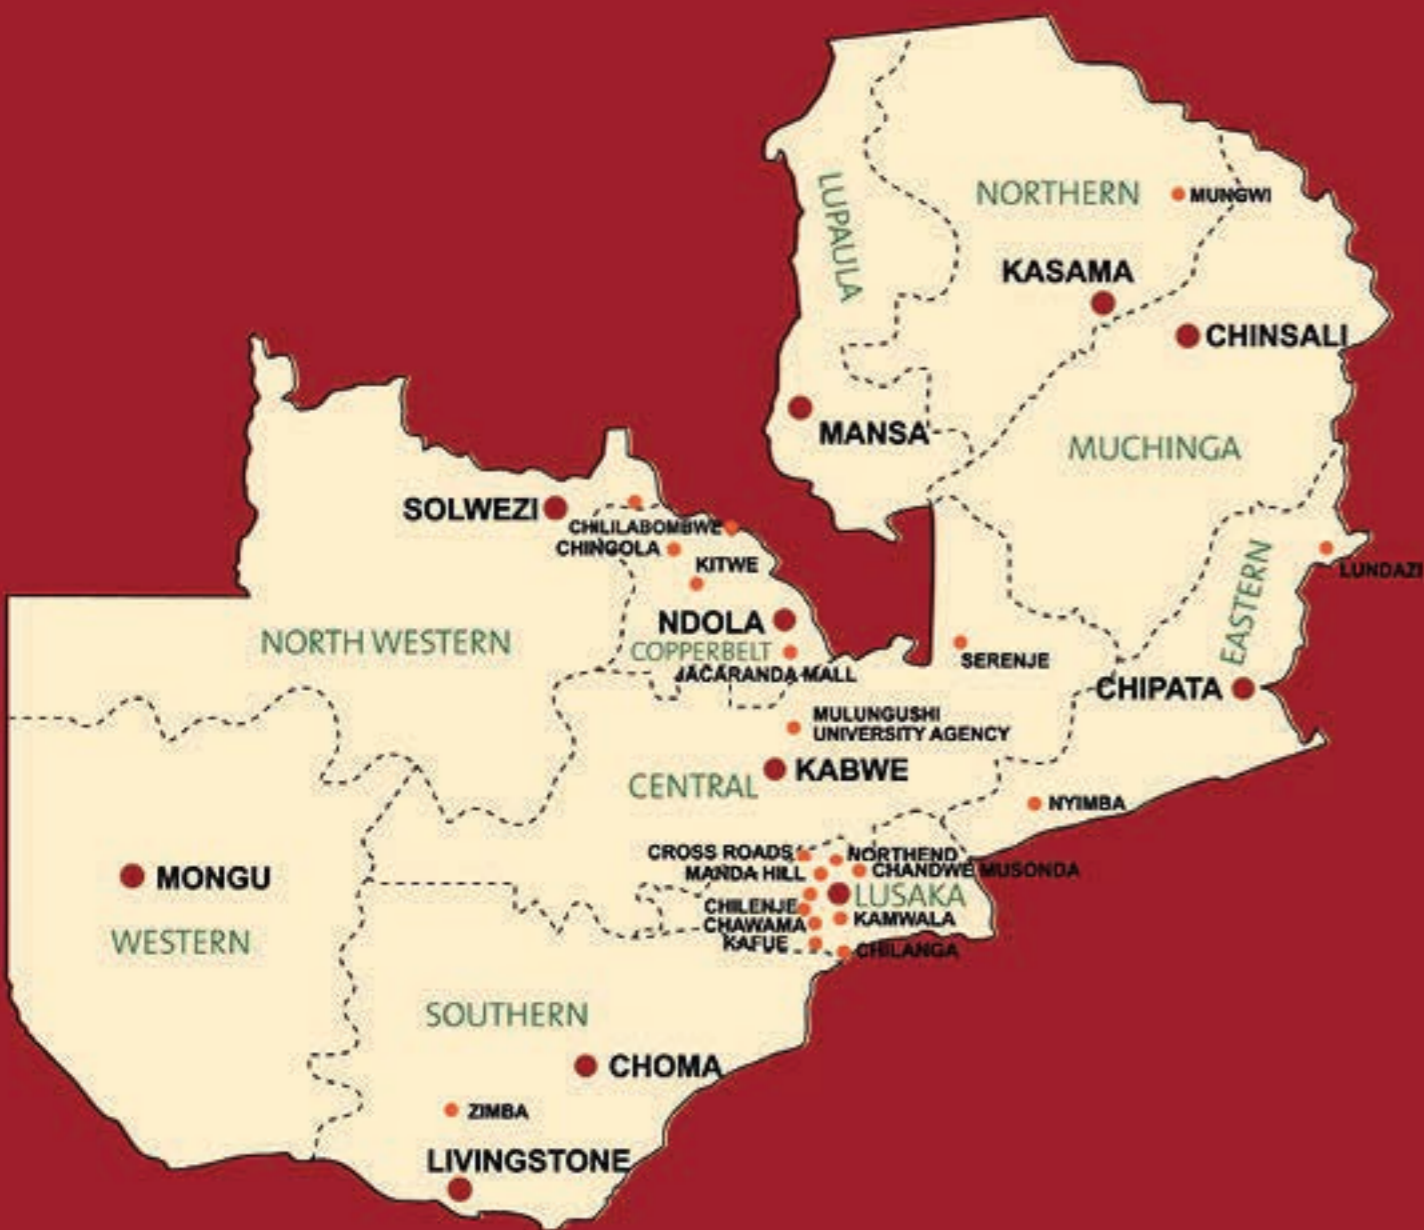 LUPAULA
NORTHERN
MUNGWI
KASAMA
CHINSALI
MANSA
MUCHINGA
SOLWEZI
CHILILABOMBWE
CHINGOLA
KITWE
LUNDAZI
EASTERN
NDOLA
NORTH WESTERN
COPPERBELT
JACARANDA MALL
SERENJE
CHIPATA
MULUNGUSHI
UNIVERSITY AGENCY
KABWE
CENTRAL
NYIMBA
CROSS ROADS
NORTHEND
MANDA HILL
CHANDWE MUSONDA
MONGU
LUSAKA
CHILENJE
KAMWALA
CHAWAMA
WESTERN
KAFUE
CHILANGA
SOUTHERN
CHOMA
ZIMBA
LIVINGSTONE